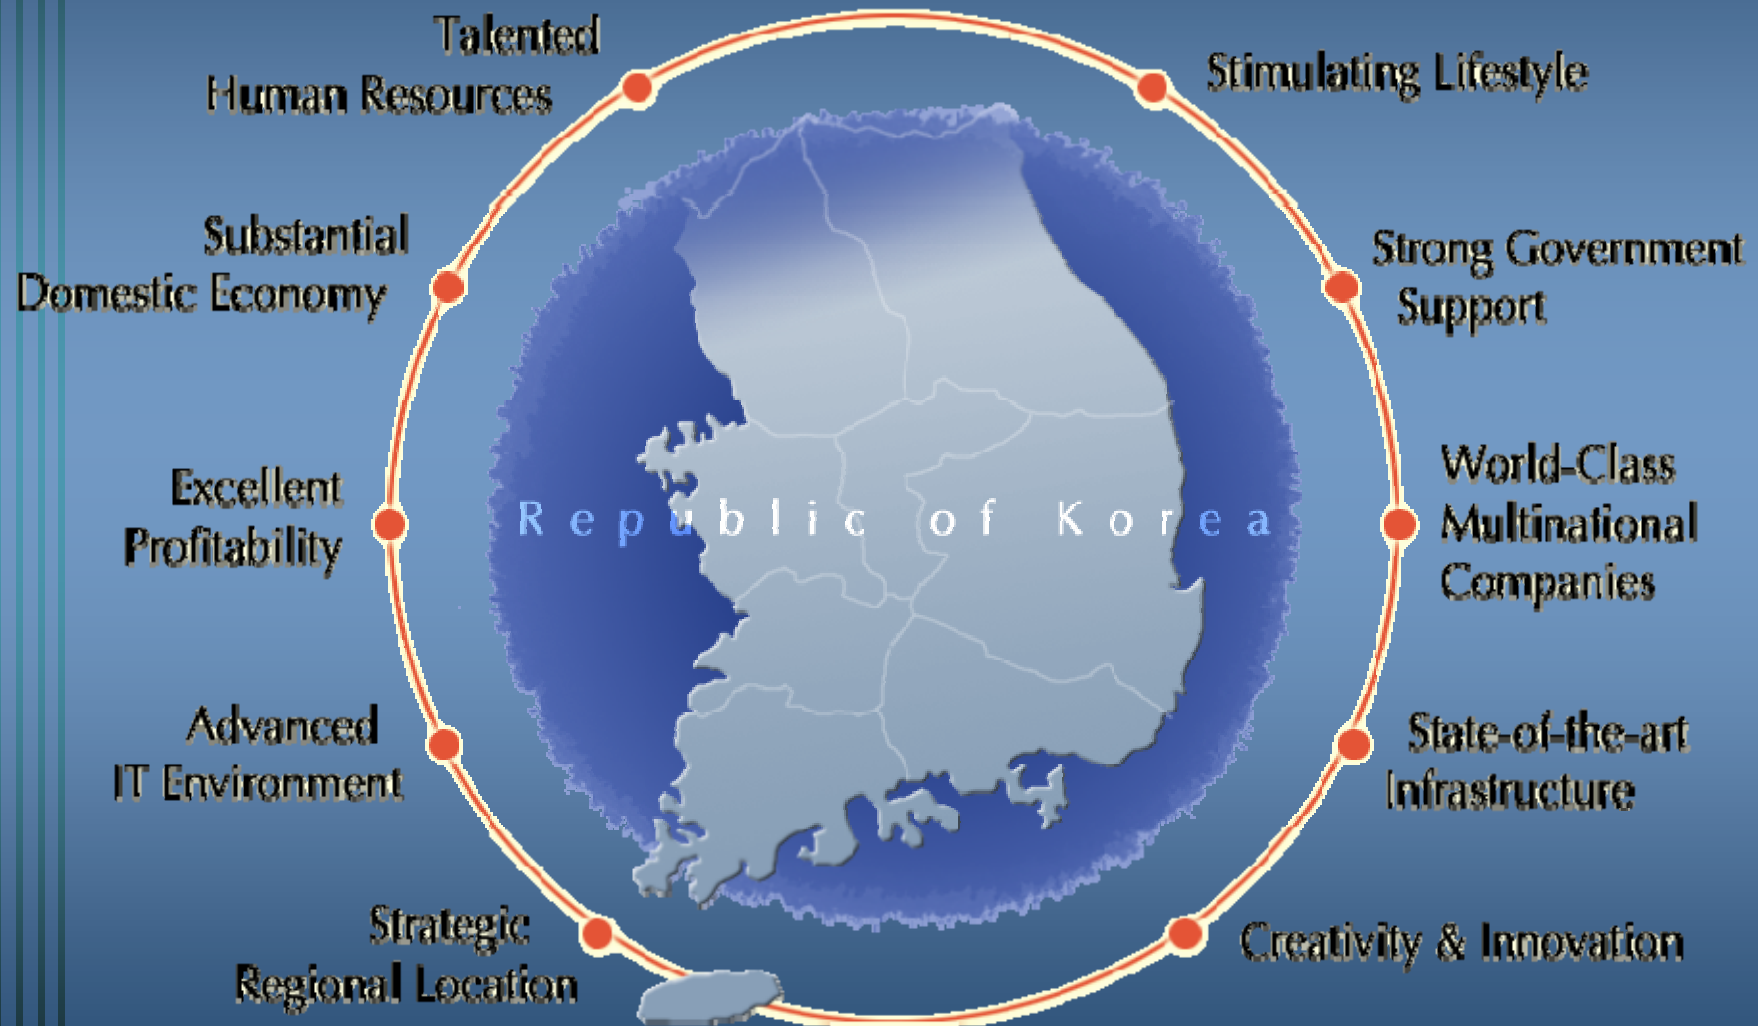 Talented
Human Resources
Stimulating Lifestyle
Substantial
Domestic Economy
Strong Government
Support
Excellent
Profitability
Republic of Korea
World-Class
Multinational
Companies
Advanced
IT Environment
State-of-the-art
Infrastructure
Strategic
Regional Location
Creativity & Innovation